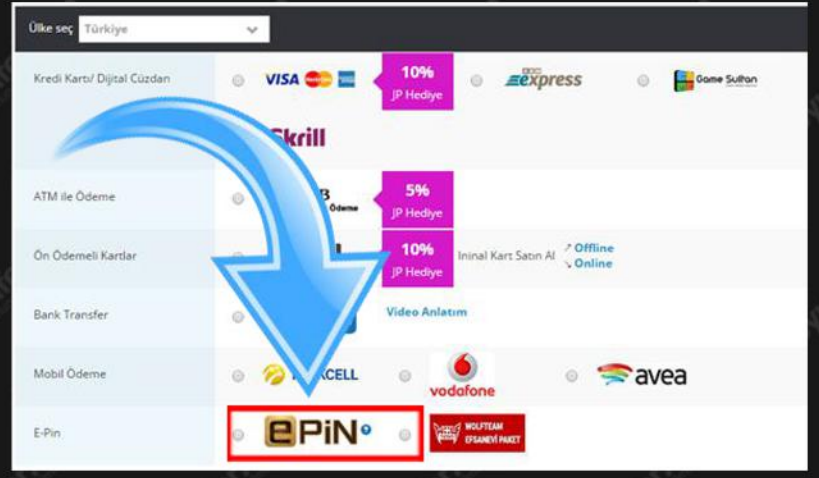 Ülke seç Türkiye
Kredi Kartı/ Dijital Cüzdan
VISA
10%
JP Hediye
express
Game Sultan
Skrill
ATM ile Ödeme
Ödeme
5%
JP Hediye
Ön Ödemeli Kartlar
10%
JP Hediye
Ininal Kart Satın Al
Offline
Online
Bank Transfer
Video Anlatım
Mobil Ödeme
CELL
vodafone
avea
E-Pin
ePiN
WOLFTEAM
EFSANEVİ PAKET